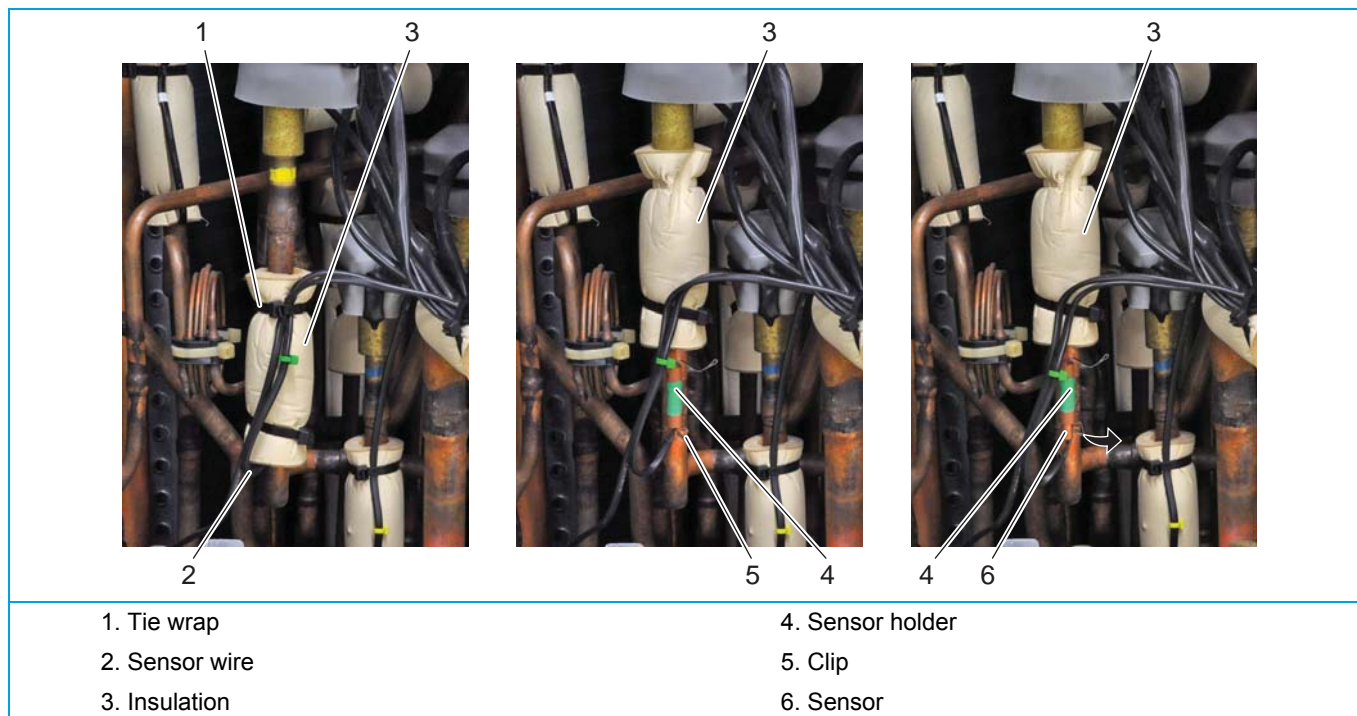 1 3 3 3
2 5 4 4 6
1. Tie wrap
2. Sensor wire
3. Insulation
4. Sensor holder
5. Clip
6. Sensor